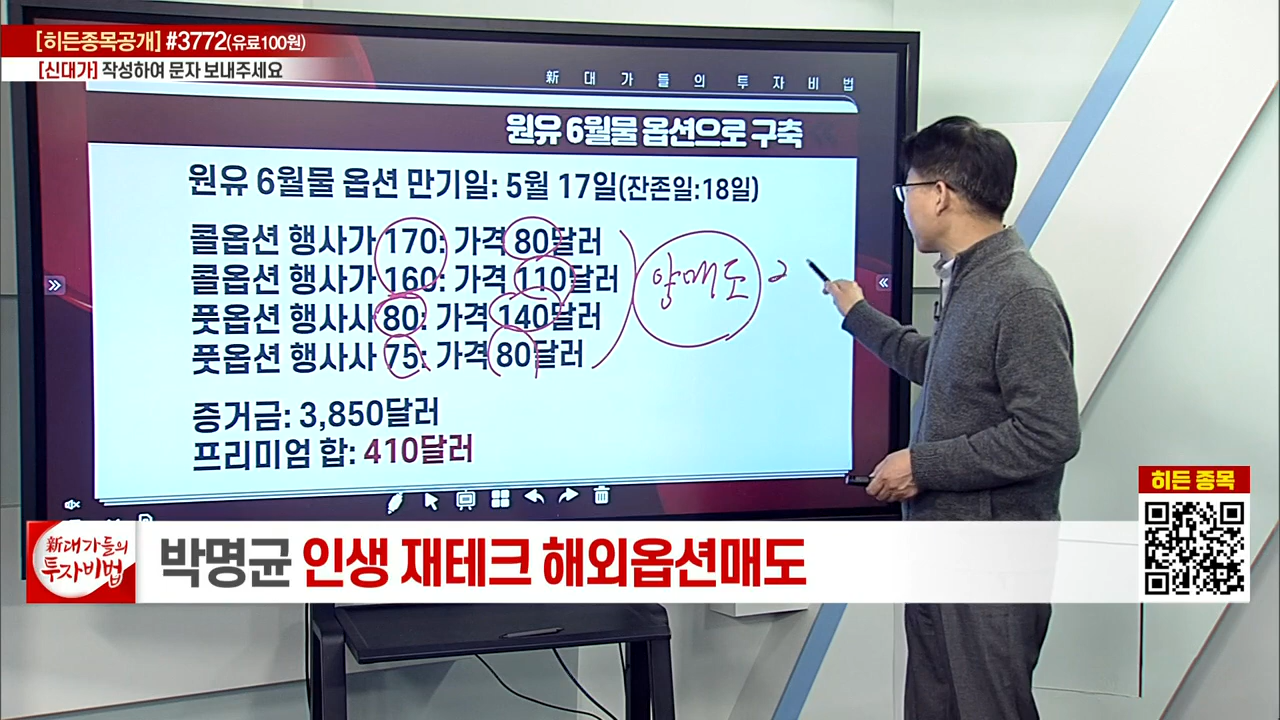 [히든종목공개] #3772(유료100원)
[신대가] 작성하여 문자 보내주세요
新 대 가 들 의 투 자 비 법
원유 6월물 옵션으로 구축
원유 6월물 옵션 만기일: 5월 17일(잔존일:18일)
콜옵션 행사가 170: 가격 80달러
콜옵션 행사가 160: 가격 110달러
풋옵션 행사사 80: 가격 140달러
풋옵션 행사사 75: 가격 80달러
양매도 2
증거금: 3,850달러
프리미엄 합: 410달러
히든 종목
新대가들의
투자비법
박명균 인생 재테크 해외옵션매도